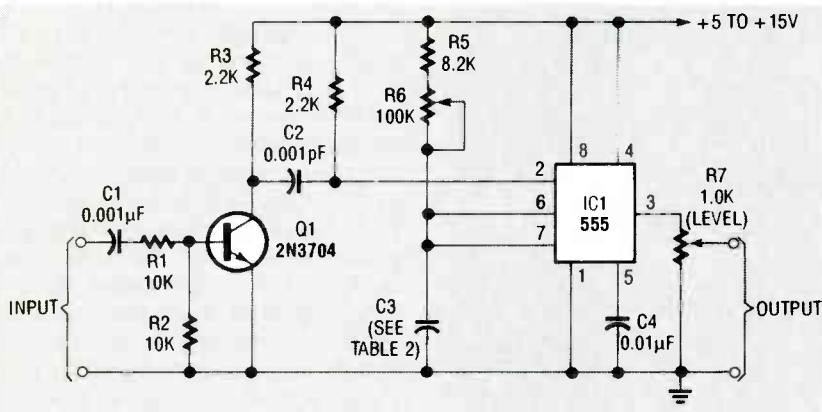 +5 TO +15V
R3
2.2K
R4
2.2K
R5
8.2K
R6
100K
C2
0.001pF
C1
0.001μF
R1
10K
R2
10K
Q1
2N3704
INPUT
C3
(SEE
TABLE 2)
2
6
7
8
4
IC1
555
3
1
5
C4
0.01μF
R7
1.0K
(LEVEL)
OUTPUT